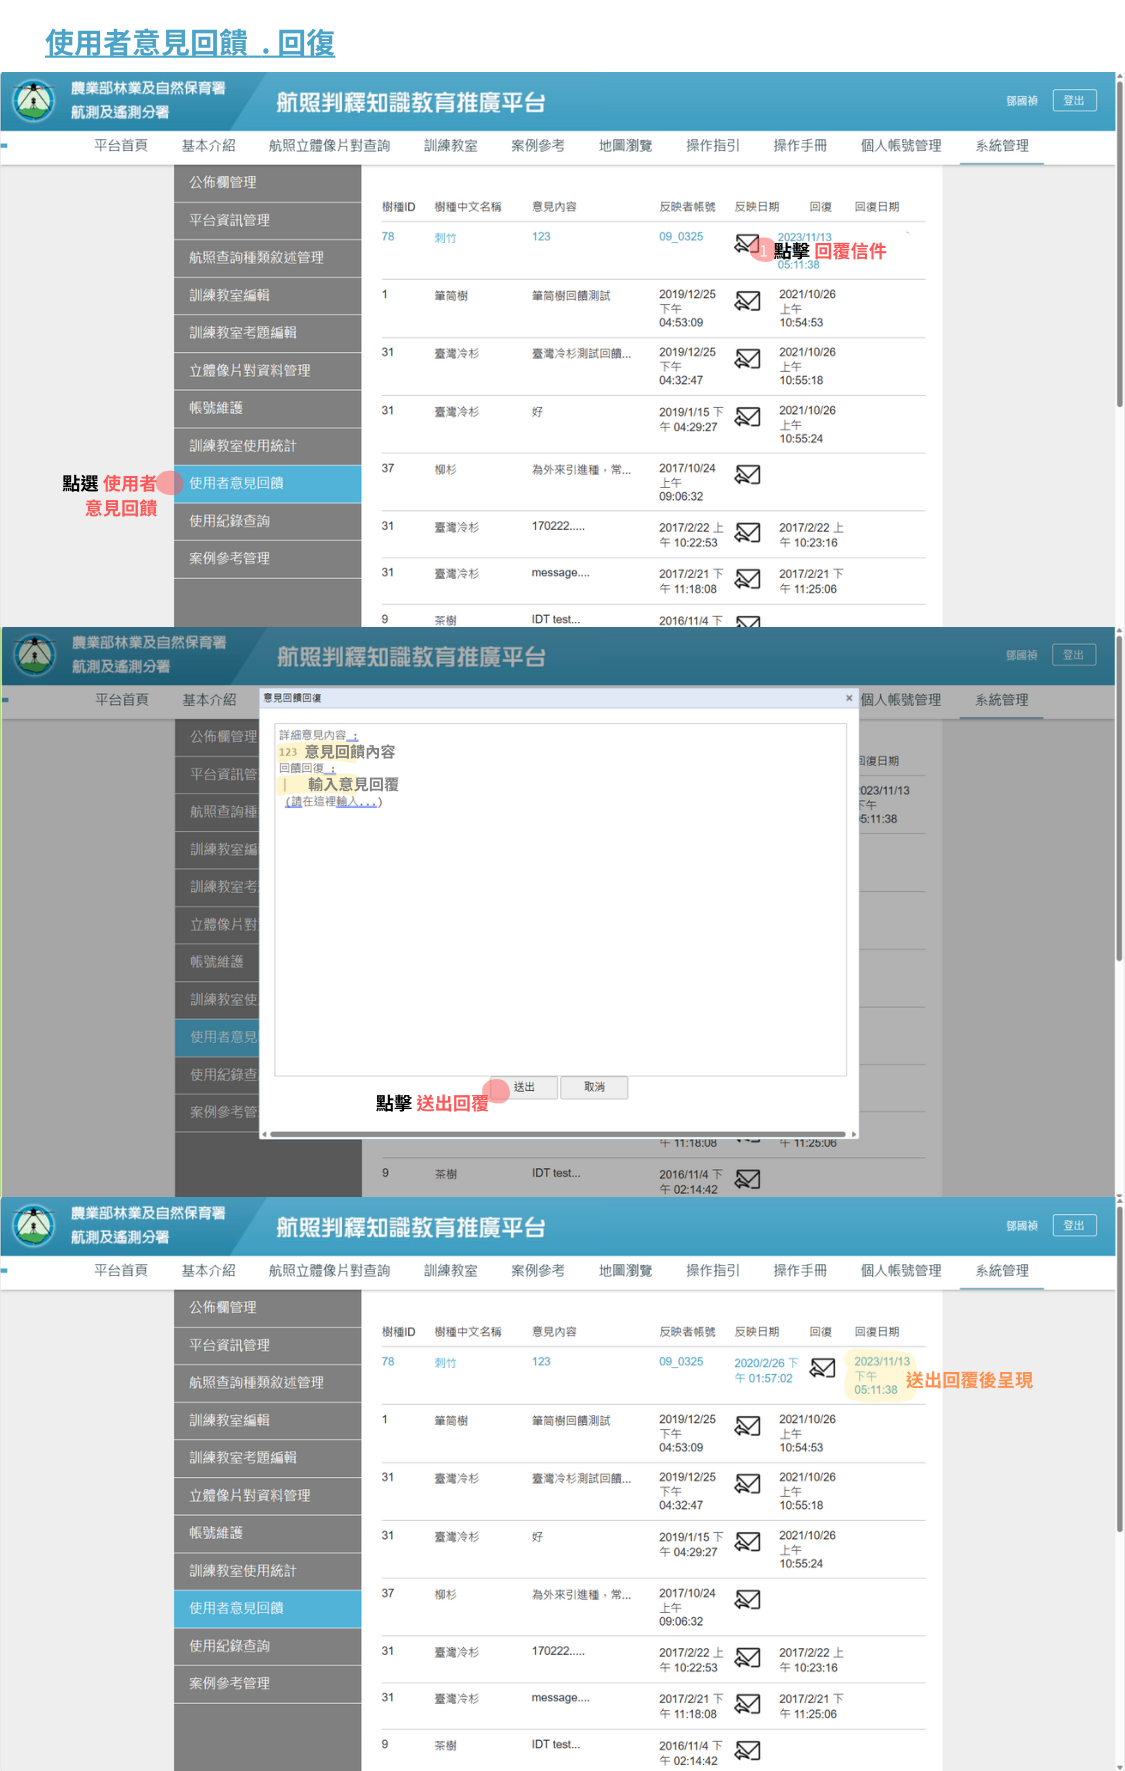 使用者意見回饋 . 回復
農業部林業及自然保育署
航測及遙測分署
航照判釋知識教育推廣平台
鄧國禎 登出
平台首頁 基本介紹 航照立體像片對查詢 訓練教室 案例參考 地圖瀏覽 操作指引 操作手冊 個人帳號管理 系統管理
公佈欄管理
平台資訊管理
航照查詢種類敘述管理
訓練教室編輯
訓練教室考題編輯
立體像片對資料管理
帳號維護
訓練教室使用統計
使用者意見回饋
使用紀錄查詢
案例參考管理
點選 使用者
意見回饋
樹種ID 樹種中文名稱 意見內容 反映者帳號 反映日期 回復 回復日期
78 刺竹 123 09_0325 2023/11/13
05:11:38
1 點擊 回覆信件
1 筆筒樹 筆筒樹回饋測試 2019/12/25 2021/10/26
下午 上午
04:53:09 10:54:53
31 臺灣冷杉 臺灣冷杉測試回饋... 2019/12/25 2021/10/26
下午 上午
04:32:47 10:55:18
31 臺灣冷杉 好 2019/1/15 下 2021/10/26
午 04:29:27 上午
10:55:24
37 柳杉 為外來引進種，常... 2017/10/24
上午
09:06:32
31 臺灣冷杉 170222..... 2017/2/22 上 2017/2/22 上
午 10:22:53 午 10:23:16
31 臺灣冷杉 message.... 2017/2/21 下 2017/2/21 下
午 11:18:08 午 11:25:06
9 茶樹 IDT test... 2016/11/4 下
農業部林業及自然保育署
航測及遙測分署
航照判釋知識教育推廣平台
鄧國禎 登出
平台首頁 基本介紹 個人帳號管理 系統管理
公佈欄管理
平台資訊管
航照查詢種
訓練教室編
訓練教室考
立體像片對
帳號維護
訓練教室使
使用者意見
使用紀錄查
案例參考管
意見回饋回復 ×
詳細意見內容 :
123 意見回饋內容
回饋回復 :
輸入意見回覆
(請在這裡輸入...)
點擊 送出回覆
送出 取消
回復日期
2023/11/13
下午
05:11:38
午 11:18:08 午 11:25:06
9 茶樹 IDT test... 2016/11/4 下
午 02:14:42
農業部林業及自然保育署
航測及遙測分署
航照判釋知識教育推廣平台
鄧國禎 登出
平台首頁 基本介紹 航照立體像片對查詢 訓練教室 案例參考 地圖瀏覽 操作指引 操作手冊 個人帳號管理 系統管理
公佈欄管理
平台資訊管理
航照查詢種類敘述管理
訓練教室編輯
訓練教室考題編輯
立體像片對資料管理
帳號維護
訓練教室使用統計
使用者意見回饋
使用紀錄查詢
案例參考管理
樹種ID 樹種中文名稱 意見內容 反映者帳號 反映日期 回復 回復日期
78 刺竹 123 09_0325 2020/2/26 下 2023/11/13
午 01:57:02 下午
05:11:38
送出回覆後呈現
1 筆筒樹 筆筒樹回饋測試 2019/12/25 2021/10/26
下午 上午
04:53:09 10:54:53
31 臺灣冷杉 臺灣冷杉測試回饋... 2019/12/25 2021/10/26
下午 上午
04:32:47 10:55:18
31 臺灣冷杉 好 2019/1/15 下 2021/10/26
午 04:29:27 上午
10:55:24
37 柳杉 為外來引進種，常... 2017/10/24
上午
09:06:32
31 臺灣冷杉 170222..... 2017/2/22 上 2017/2/22 上
午 10:22:53 午 10:23:16
31 臺灣冷杉 message.... 2017/2/21 下 2017/2/21 下
午 11:18:08 午 11:25:06
9 茶樹 IDT test... 2016/11/4 下
午 02:14:42